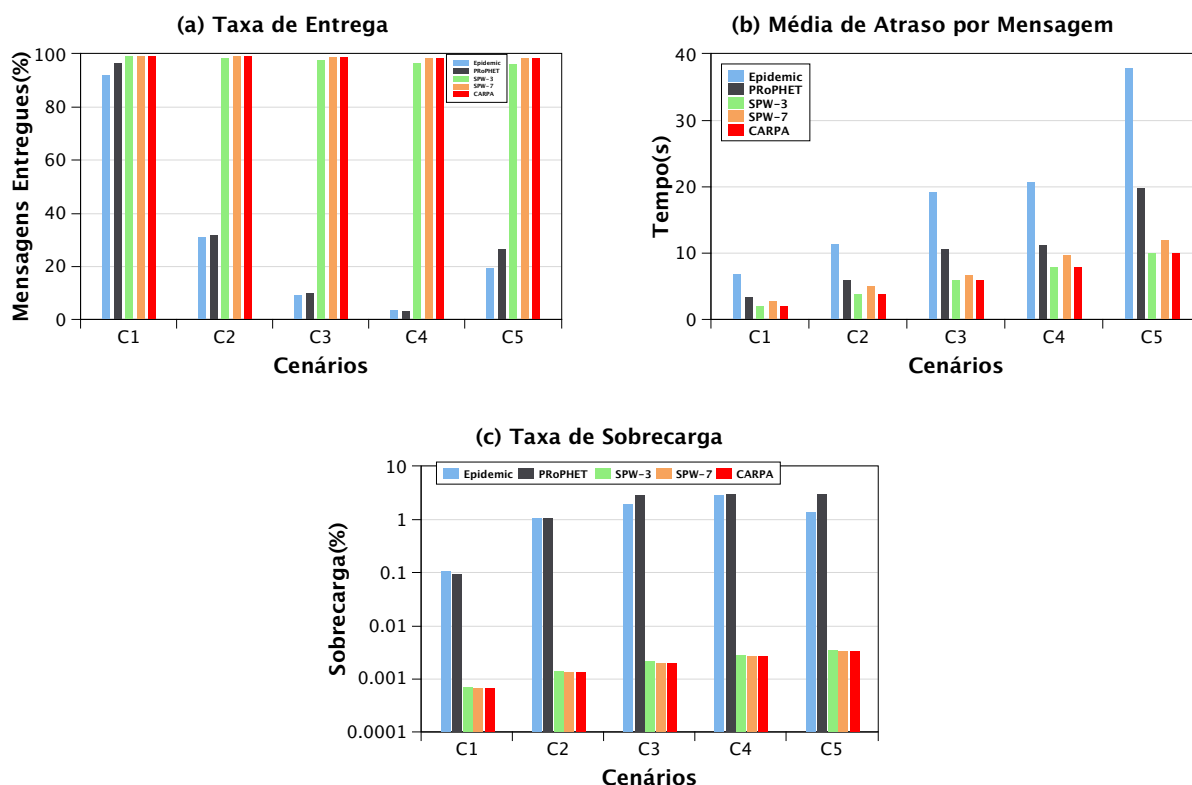 (a) Taxa de Entrega
Mensagens Entregues(%)
100
80
60
40
20
0
Epidemic
PRoPHET
SPW-3
SPW-7
CARPA
C1 C2 C3 C4 C5
Cenários
(b) Média de Atraso por Mensagem
Tempo(s)
40
30
20
10
0
Epidemic
PRoPHET
SPW-3
SPW-7
CARPA
C1 C2 C3 C4 C5
Cenários
(c) Taxa de Sobrecarga
Sobrecarga(%)
10
1
0.1
0.01
0.001
0.0001
Epidemic PRoPHET SPW-3 SPW-7 CARPA
C1 C2 C3 C4 C5
Cenários